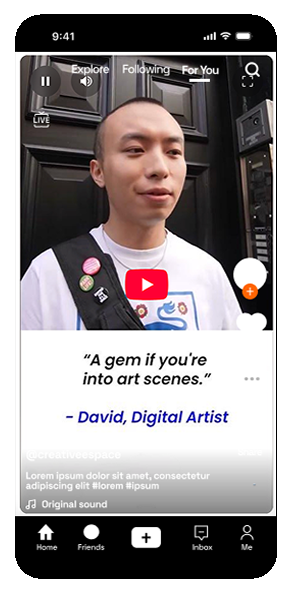 9:41
Explore Following For You
LIVE
“A gem if you're
into art scenes.”
- David, Digital Artist
@creativesspace
Lorem ipsum dolor sit amet, consectetur
adipiscing elit #lorem #ipsum
Original sound
Home Friends Inbox Me